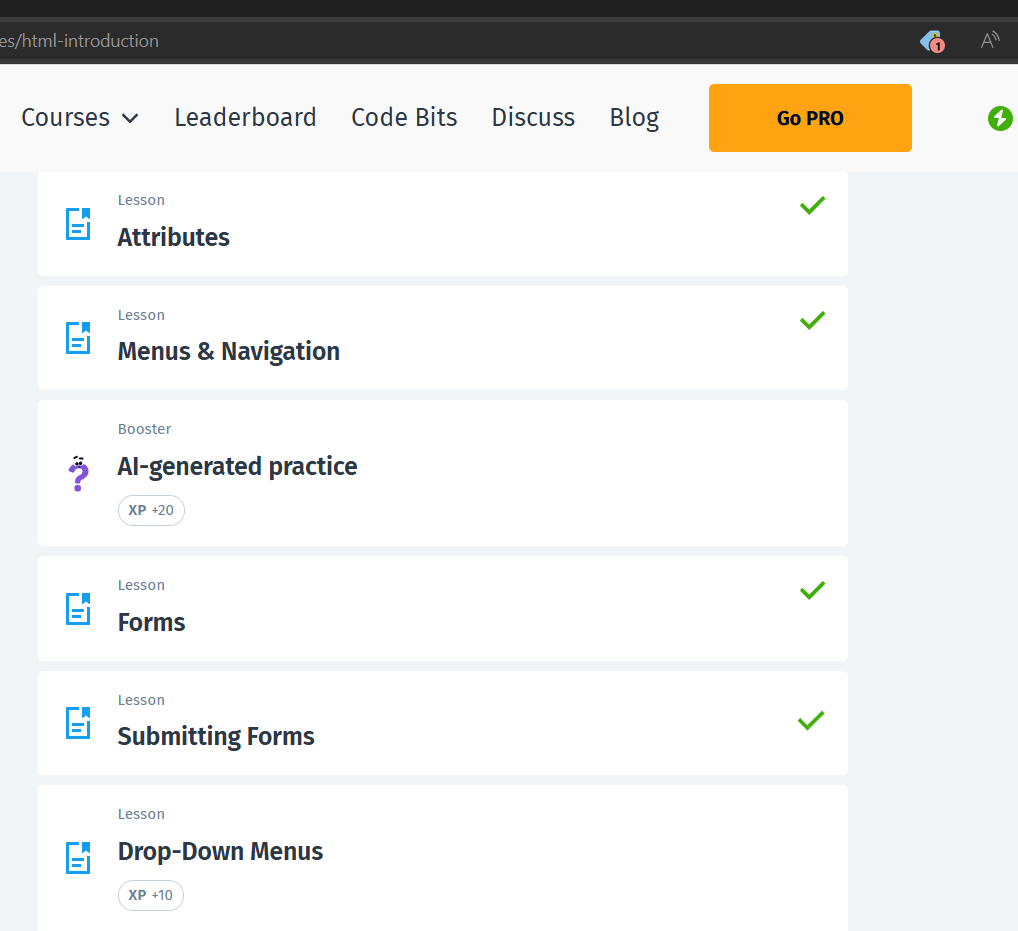 es/html-introduction
1
A
Courses Leaderboard Code Bits Discuss Blog Go PRO
Lesson
Attributes
Lesson
Menus & Navigation
Booster
AI-generated practice
XP +20
Lesson
Forms
Lesson
Submitting Forms
Lesson
Drop-Down Menus
XP +10